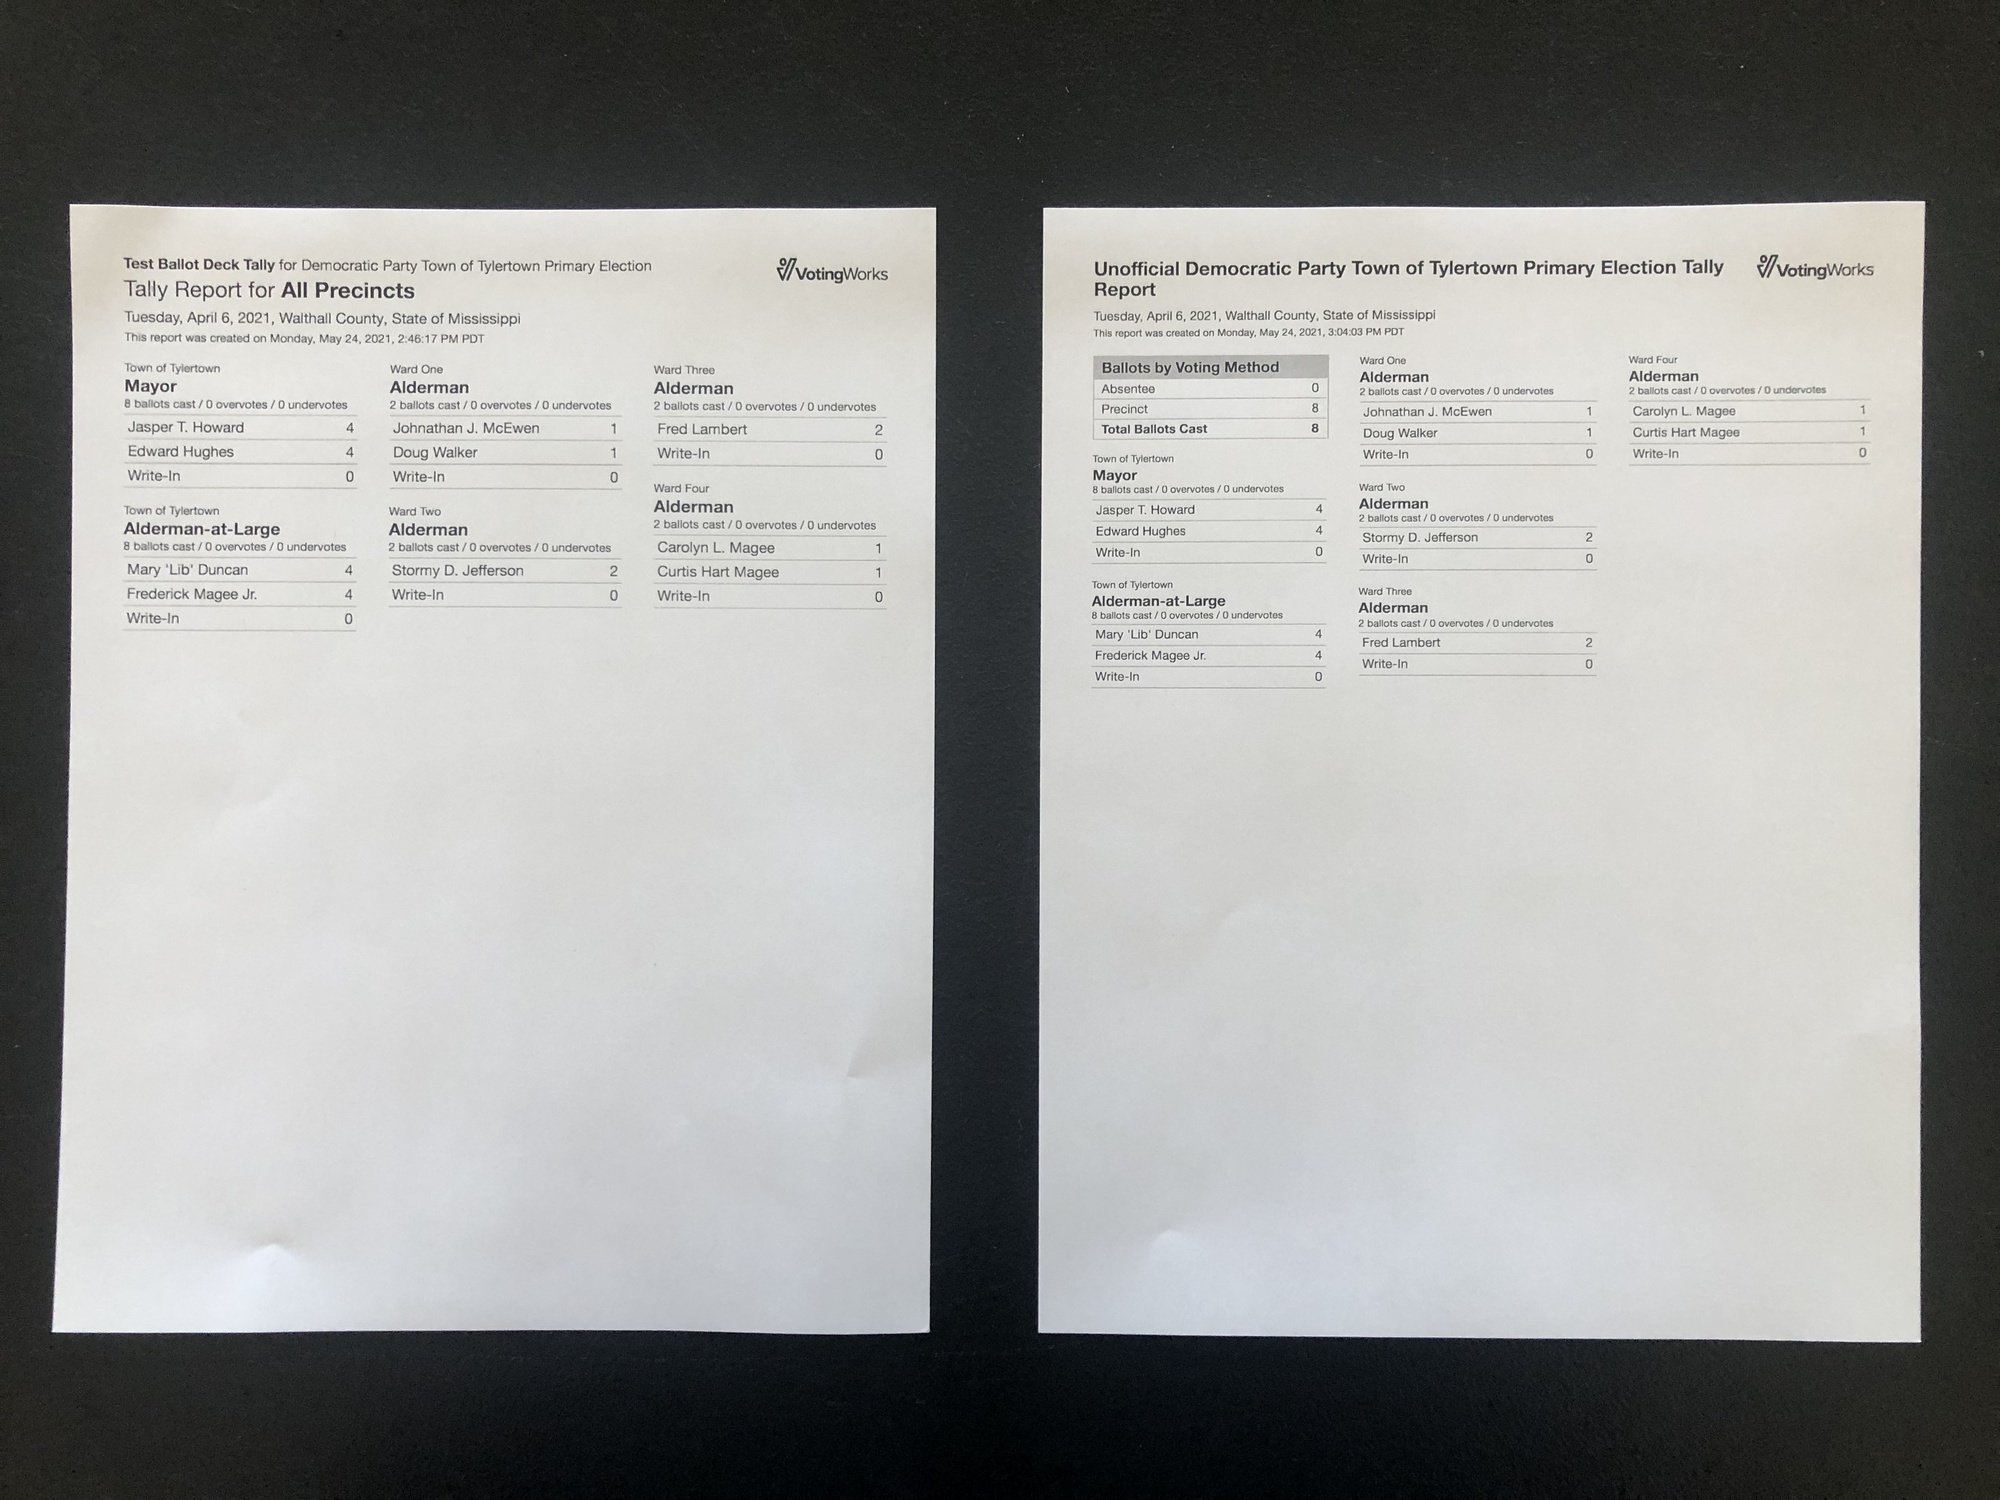 Test Ballot Deck Tally for Democratic Party Town of Tylertown Primary Election
Tally Report for All Precincts
Tuesday, April 6, 2021, Walthall County, State of Mississippi
This report was created on Monday, May 24, 2021, 2:46:17 PM PDT
VotingWorks
Town of Tylertown
Mayor
8 ballots cast / 0 overvotes / 0 undervotes
Jasper T. Howard 4
Edward Hughes 4
Write-In 0
Town of Tylertown
Alderman-at-Large
8 ballots cast / 0 overvotes / 0 undervotes
Mary 'Lib' Duncan 4
Frederick Magee Jr. 4
Write-In 0
Ward One
Alderman
2 ballots cast / 0 overvotes / 0 undervotes
Johnathan J. McEwen 1
Doug Walker 1
Write-In 0
Ward Two
Alderman
2 ballots cast / 0 overvotes / 0 undervotes
Stormy D. Jefferson 2
Write-In 0
Ward Three
Alderman
2 ballots cast / 0 overvotes / 0 undervotes
Fred Lambert 2
Write-In 0
Ward Four
Alderman
2 ballots cast / 0 overvotes / 0 undervotes
Carolyn L. Magee 1
Curtis Hart Magee 1
Write-In 0
Unofficial Democratic Party Town of Tylertown Primary Election Tally
Report
Tuesday, April 6, 2021, Walthall County, State of Mississippi
This report was created on Monday, May 24, 2021, 3:04:03 PM PDT
VotingWorks
Ballots by Voting Method
Absentee 0
Precinct 8
Total Ballots Cast 8
Town of Tylertown
Mayor
8 ballots cast / 0 overvotes / 0 undervotes
Jasper T. Howard 4
Edward Hughes 4
Write-In 0
Town of Tylertown
Alderman-at-Large
8 ballots cast / 0 overvotes / 0 undervotes
Mary 'Lib' Duncan 4
Frederick Magee Jr. 4
Write-In 0
Ward One
Alderman
2 ballots cast / 0 overvotes / 0 undervotes
Johnathan J. McEwen 1
Doug Walker 1
Write-In 0
Ward Two
Alderman
2 ballots cast / 0 overvotes / 0 undervotes
Stormy D. Jefferson 2
Write-In 0
Ward Three
Alderman
2 ballots cast / 0 overvotes / 0 undervotes
Fred Lambert 2
Write-In 0
Ward Four
Alderman
2 ballots cast / 0 overvotes / 0 undervotes
Carolyn L. Magee 1
Curtis Hart Magee 1
Write-In 0